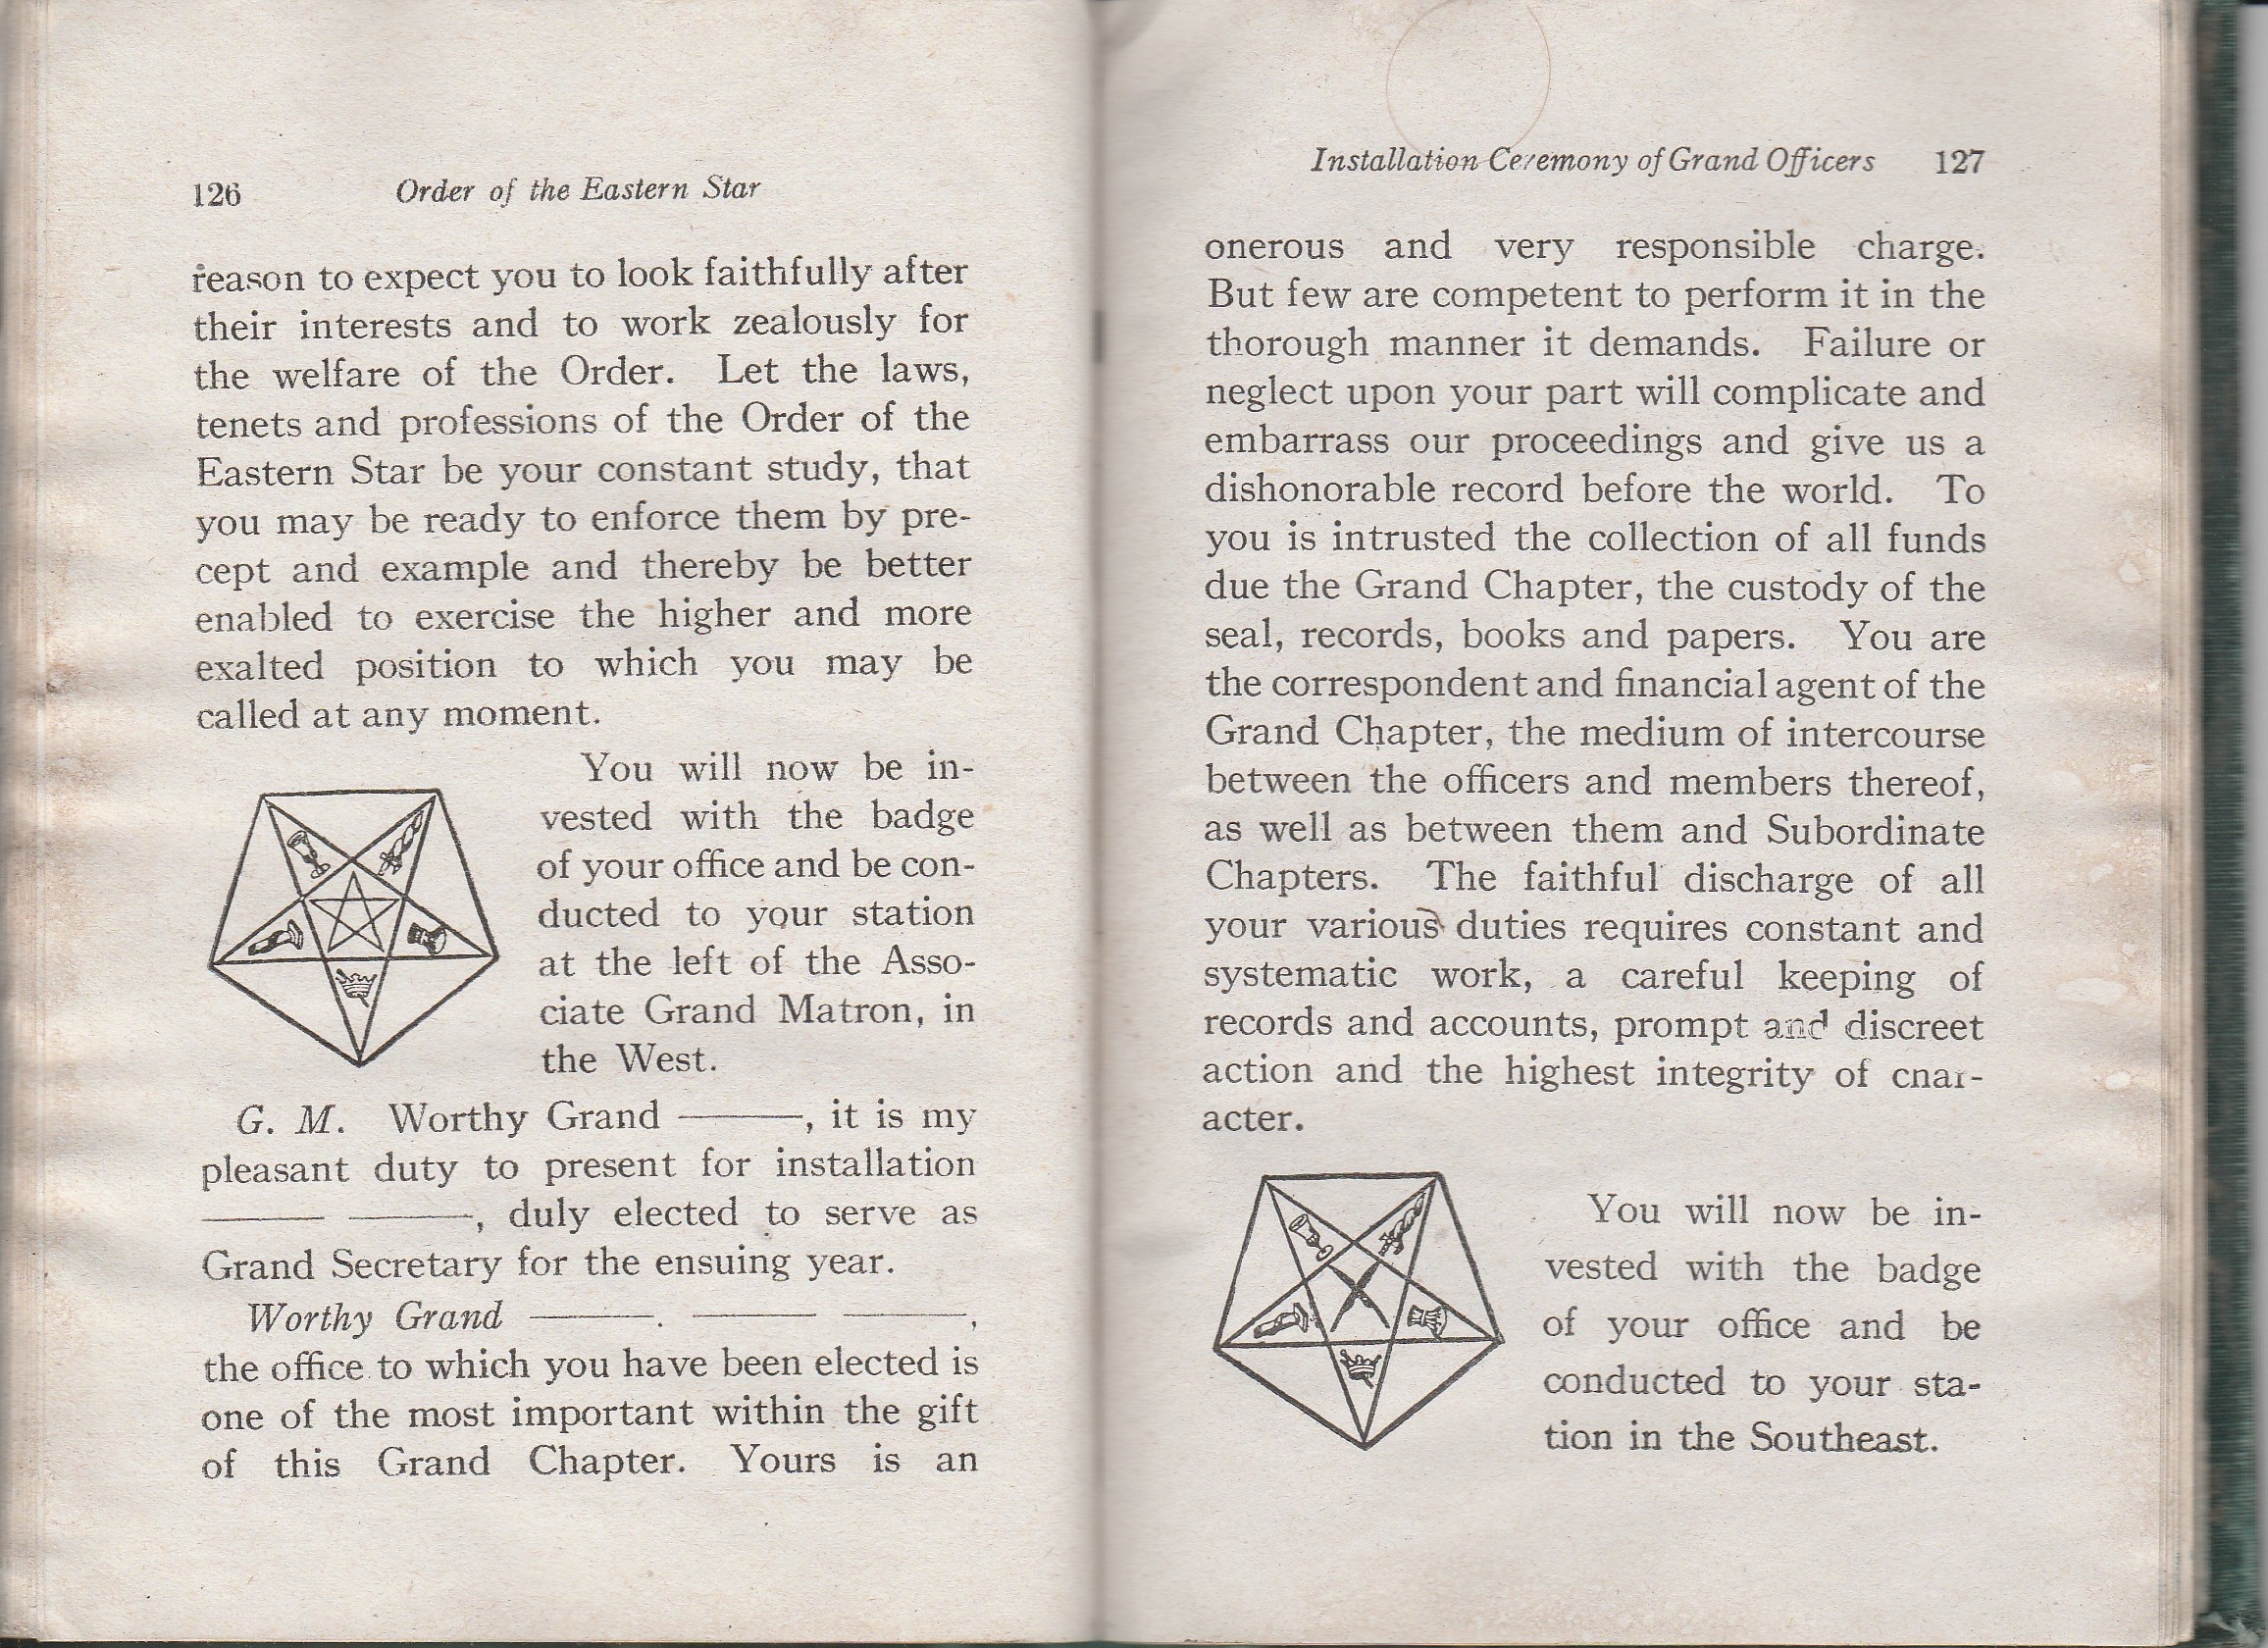 126 Order of the Eastern Star
reason to expect you to look faithfully after
their interests and to work zealously for
the welfare of the Order. Let the laws,
tenets and professions of the Order of the
Eastern Star be your constant study, that
you may be ready to enforce them by pre-
cept and example and thereby be better
enabled to exercise the higher and more
exalted position to which you may be
called at any moment.
You will now be in-
vested with the badge
of your office and be con-
ducted to your station
at the left of the Asso-
ciate Grand Matron, in
the West.
G. M. Worthy Grand ———, it is my
pleasant duty to present for installation
——— ———, duly elected to serve as
Grand Secretary for the ensuing year.
Worthy Grand ———. ——— ———,
the office to which you have been elected is
one of the most important within the gift
of this Grand Chapter. Yours is an
Installation Ceremony of Grand Officers 127
onerous and very responsible charge.
But few are competent to perform it in the
thorough manner it demands. Failure or
neglect upon your part will complicate and
embarrass our proceedings and give us a
dishonorable record before the world. To
you is intrusted the collection of all funds
due the Grand Chapter, the custody of the
seal, records, books and papers. You are
the correspondent and financial agent of the
Grand Chapter, the medium of intercourse
between the officers and members thereof,
as well as between them and Subordinate
Chapters. The faithful discharge of all
your various duties requires constant and
systematic work, a careful keeping of
records and accounts, prompt and discreet
action and the highest integrity of char-
acter.
You will now be in-
vested with the badge
of your office and be
conducted to your sta-
tion in the Southeast.